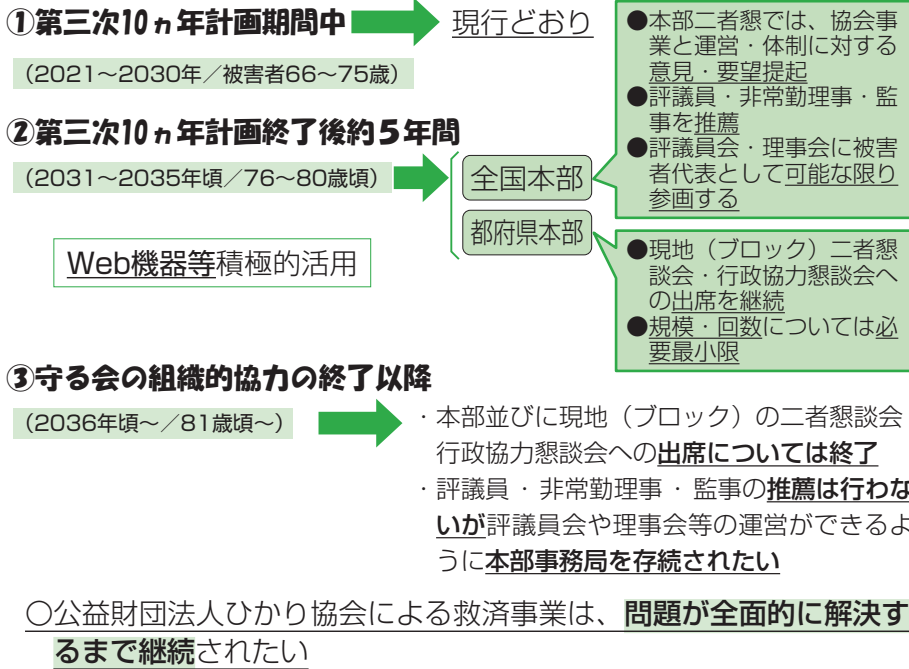 ①第三次10ヵ年計画期間中
現行どおり
（2021～2030年／被害者66～75歳）
②第三次10ヵ年計画終了後約５年間
（2031～2035年頃／76～80歳頃）
全国本部
都府県本部
●本部二者懇では、協会事
業と運営・体制に対する
意見・要望提起
●評議員・非常勤理事・監
事を推薦
●評議員会・理事会に被害
者代表として可能な限り
参画する
●現地（ブロック）二者懇
談会・行政協力懇談会へ
の出席を継続
●規模・回数については必
要最小限
Web機器等積極的活用
③守る会の組織的協力の終了以降
（2036年頃～／81歳頃～）
・本部並びに現地（ブロック）の二者懇談会
行政協力懇談会への出席については終了
・評議員・非常勤理事・監事の推薦は行わな
いが評議員会や理事会等の運営ができるよ
うに本部事務局を存続されたい
○公益財団法人ひかり協会による救済事業は、問題が全面的に解決す
るまで継続されたい